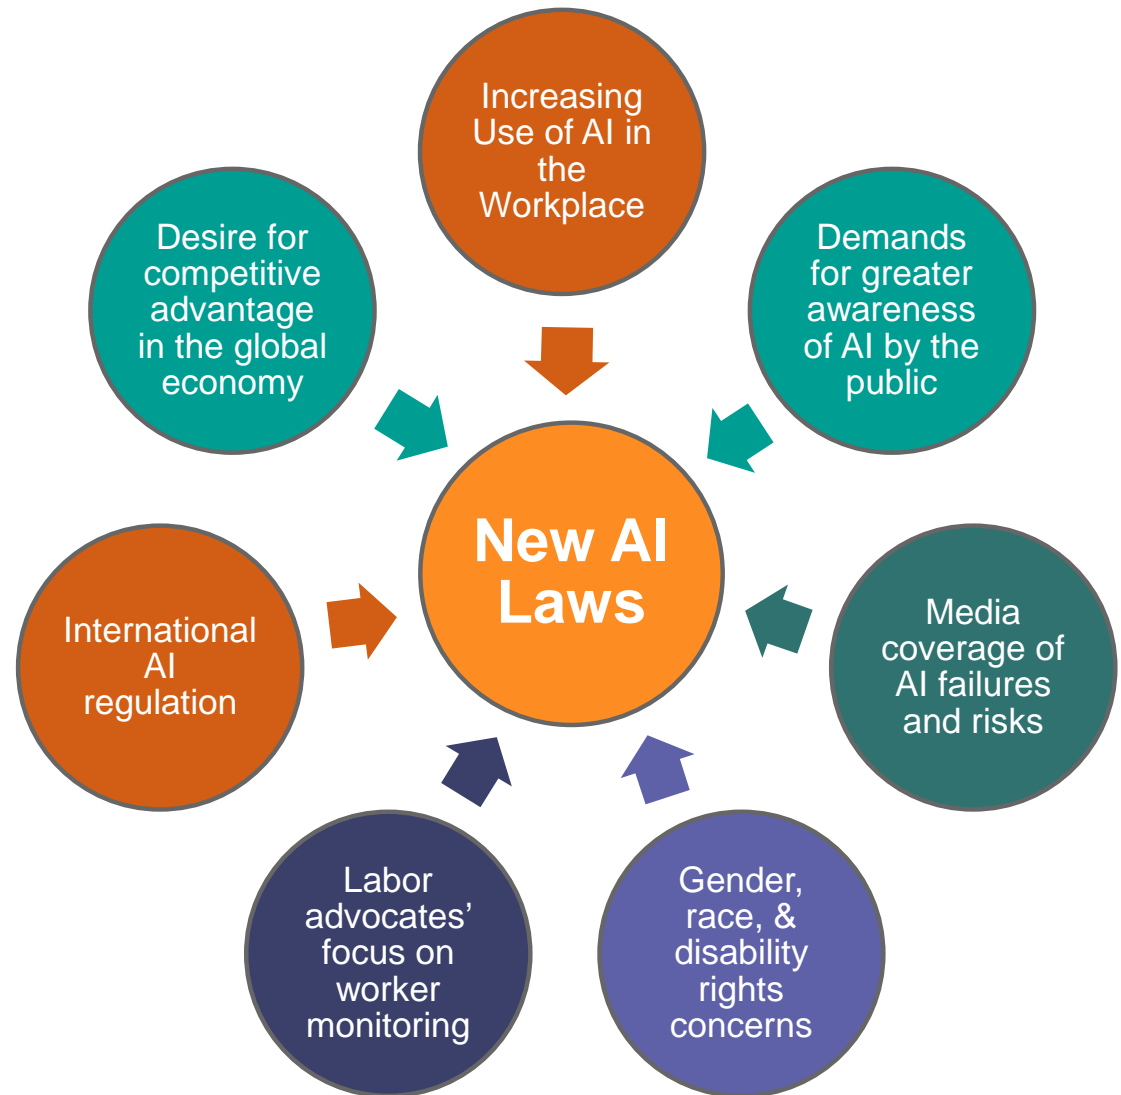 Increasing
Use of AI in
the
Workplace
Demands
for greater
awareness
of AI by the
public
Media
coverage of
AI failures
and risks
Gender,
race, &
disability
rights
concerns
Labor
advocates’
focus on
worker
monitoring
International
AI
regulation
Desire for
competitive
advantage
in the global
economy
New AI
Laws